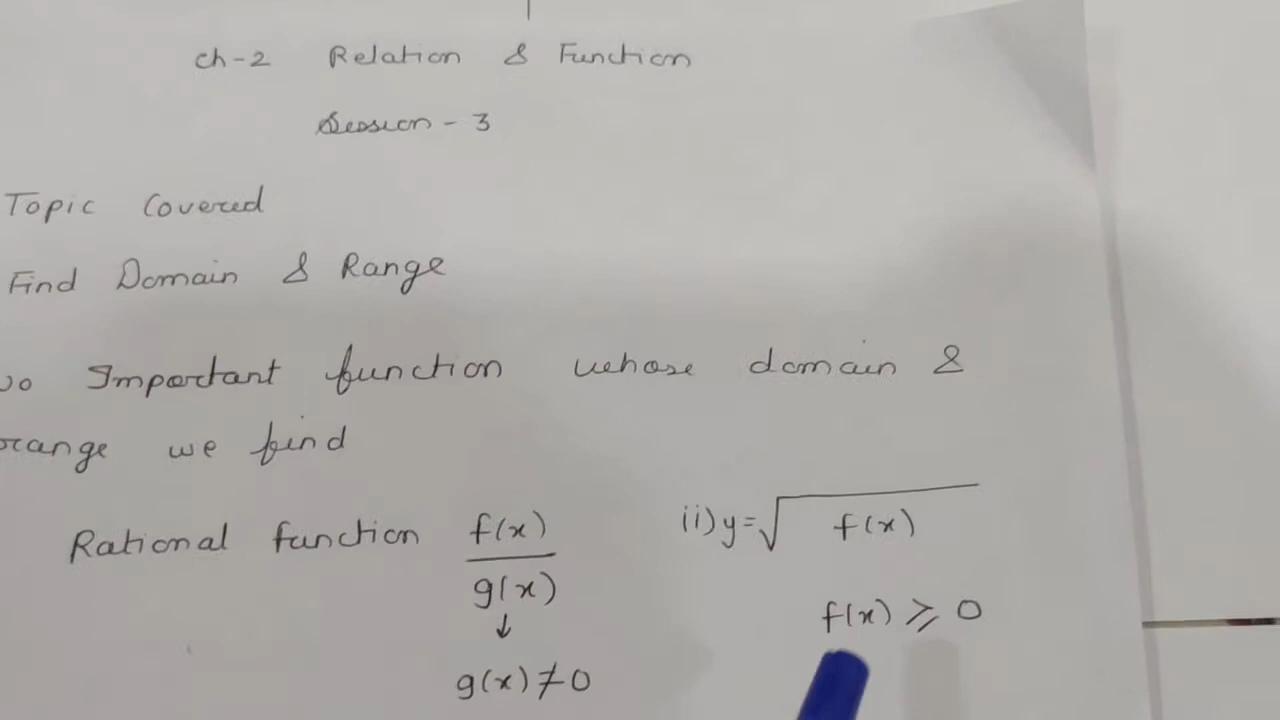 Ch-2 Relation & Function
Session - 3
Topic Covered
Find Domain & Range
Important function whose domain &
range we find
Rational function f(x)/g(x)
↓
g(x) ≠ 0
ii) y = √f(x)
f(x) ≥ 0